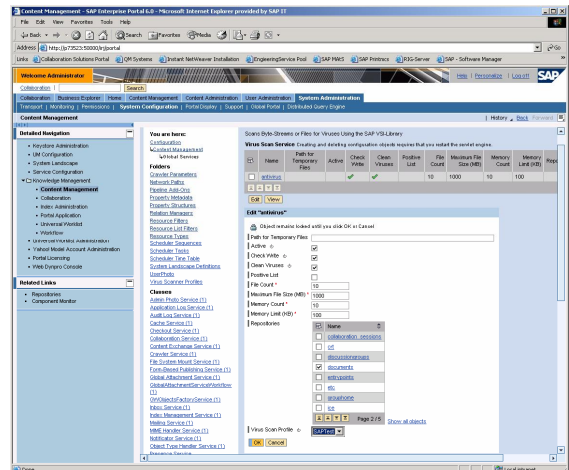 Content Management - SAP Enterprise Portal 6.0 - Microsoft Internet Explorer provided by SAP IT
File Edit View Favorites Tools Help
Back Search Favorites Media
Address http://p73523:50000/irj/portal Go
Links Collaboration Solutions Portal QM Systems Instant NetWeaver Installation EngineeringService Pool SAP Printnics RIG-Server SAP - Software Manager
Welcome Administrator Help | Personalize | Log off SAP
Collaboration | Search
Collaboration Business Explorer Home Content Management Content Administration User Administration System Administration
Transport | Monitoring | Permissions | System Configuration | Portal Display | Support | Global Portal | Distributed Query Engine
Content Management | History Back Forward
Detailed Navigation
Keystore Administration
UM Configuration
System Landscape
Service Configuration
Knowledge Management
Content Management
Collaboration
Index Administration
Portal Application
Universal Worklist
Workflow
Universal Worklist Administration
Yahoo! Model Account Administration
Portal Licensing
Web Dynpro Console
Related Links
Repositories
Component Monitor
You are here:
Configuration
Content Management
Global Services
Folders
Crawler Parameters
Network Paths
Pipeline Add-Ons
Property Metadata
Property Structures
Relation Managers
Resource Filters
Resource List Filters
Resource Types
Scheduler Sequences
Scheduler Tasks
Scheduler Time Table
System Landscape Definitions
UserPhoto
Virus Scanner Profiles
Classes
Admin Photo Service (1)
Application Log Service (1)
Audit Log Service (1)
Cache Service (1)
Checkout Service (1)
Collaboration Service (1)
Content Exchange Service (1)
Crawler Service (1)
File System Mount Service (1)
Form-Based Publishing Service (1)
Global Attachment Service (1)
GlobalAttachmentServiceWorkflow (1)
GWObjectsFactoryService (1)
Inbox Service (1)
Index Management Service (1)
Mailing Service (1)
MIME Handler Service (1)
Notificator Service (1)
Object Type Handler Service (1)
Presence Service
Scans Byte-Streams or Files for Viruses Using the SAP VSI-Library
Virus Scan Service Creating and deleting configuration objects requires that you restart the servlet engine.
Name Path for Temporary Files Active Check Write Clean Viruses Positive List File Count Maximum File Size (MB) Memory Count Memory Limit (KB) Repo
antivirus 10 1000 10 100
Edit View
Edit "antivirus"
Object remains locked until you click OK or Cancel
Path for Temporary Files
Active
Check Write
Clean Viruses
Positive List
File Count * 10
Maximum File Size (MB) * 1000
Memory Count * 10
Memory Limit (KB) * 100
Repositories
Name
collaboration_sessions
crt
discussiongroups
documents
entrypoints
etc
grouphome
ice
Page 2 / 5 Show all objects
Virus Scan Profile SAPTest
OK Cancel
Done Local intranet